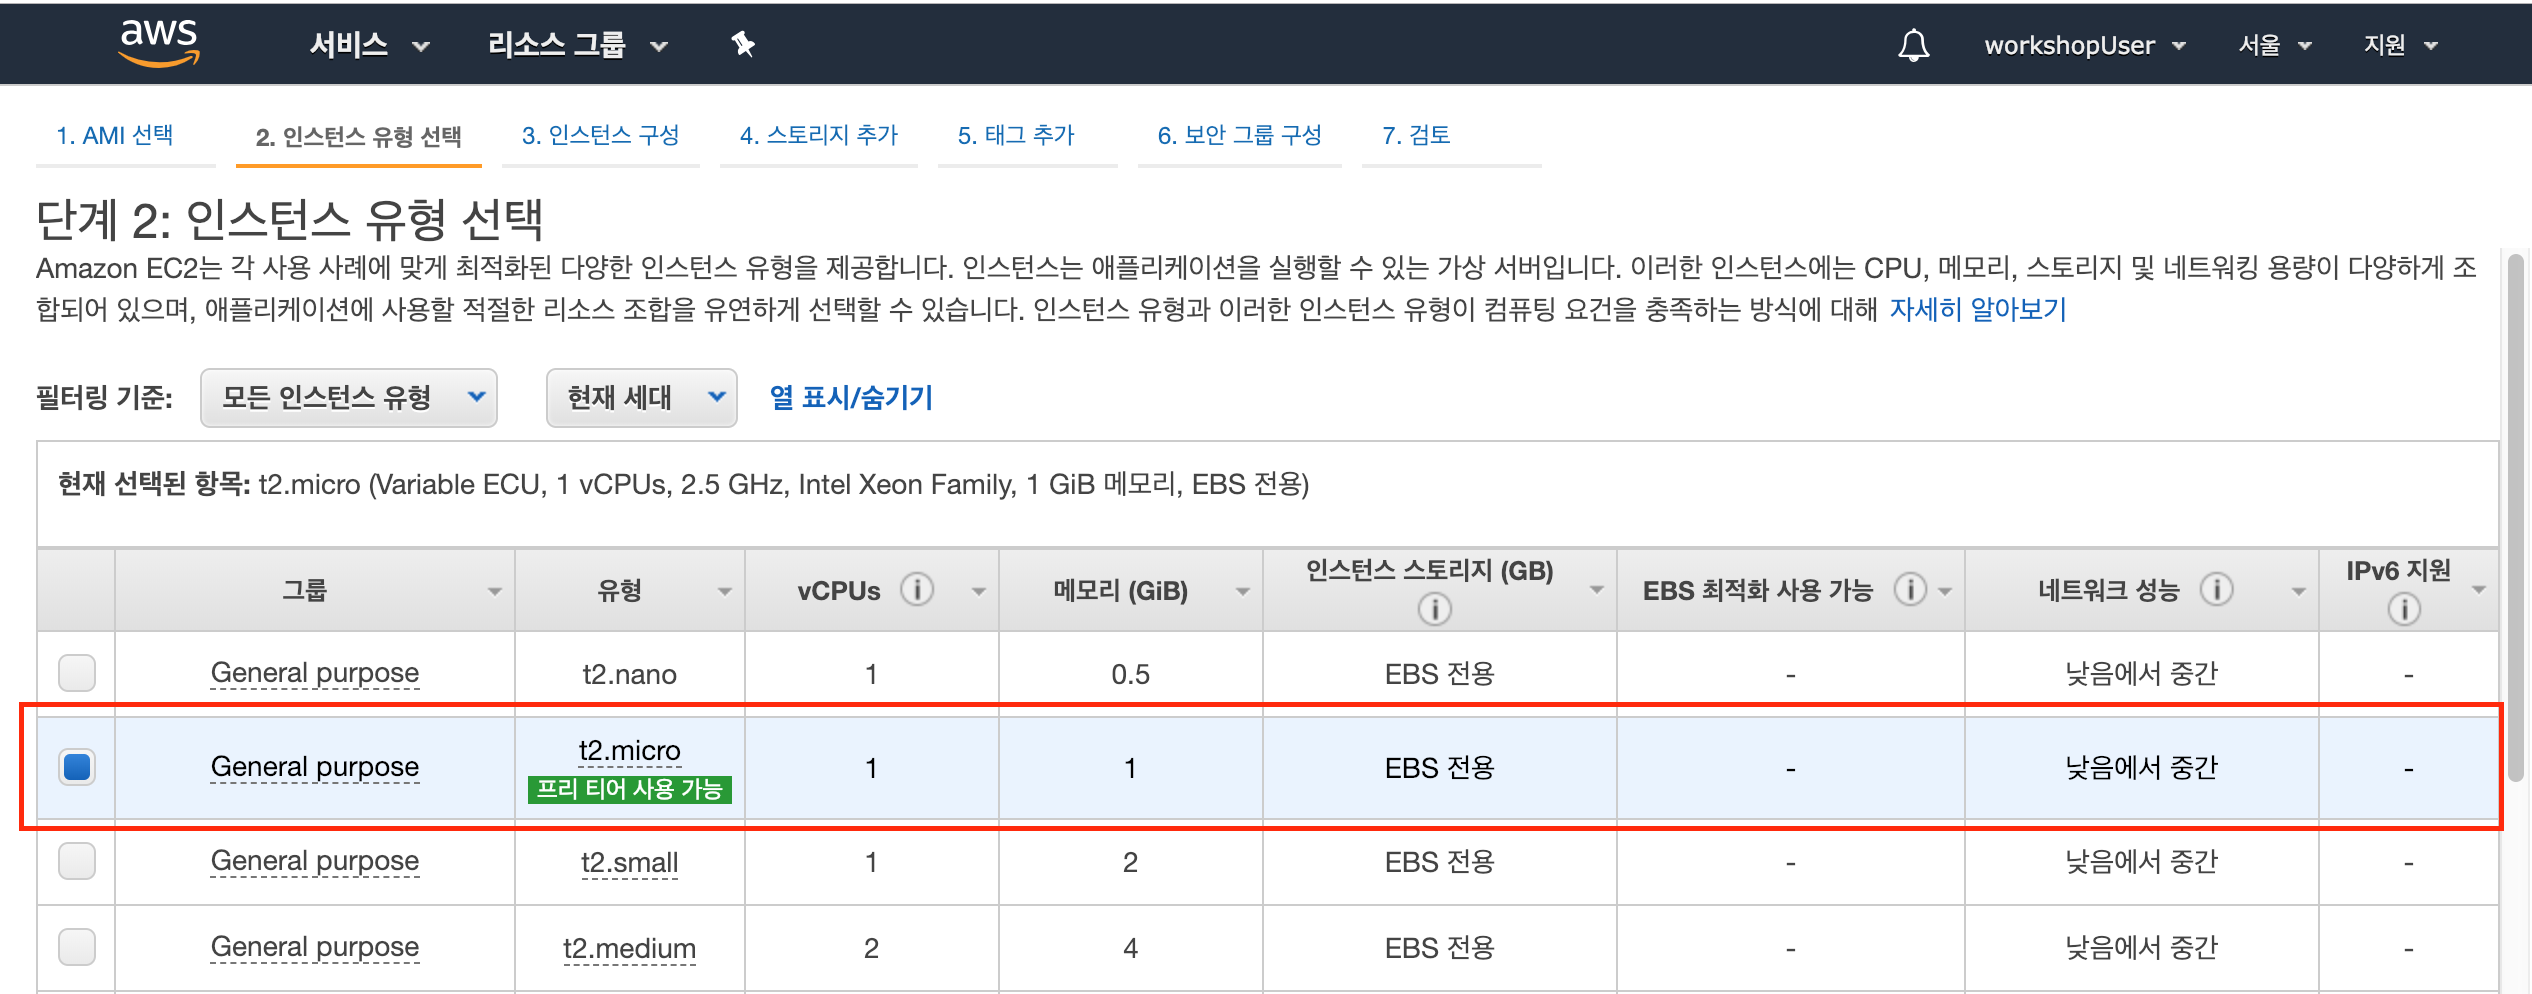 aws 서비스 리소스 그룹 workshopUser 서울 지원
1. AMI 선택 2. 인스턴스 유형 선택 3. 인스턴스 구성 4. 스토리지 추가 5. 태그 추가 6. 보안 그룹 구성 7. 검토
단계 2: 인스턴스 유형 선택
Amazon EC2는 각 사용 사례에 맞게 최적화된 다양한 인스턴스 유형을 제공합니다. 인스턴스는 애플리케이션을 실행할 수 있는 가상 서버입니다. 이러한 인스턴스에는 CPU, 메모리, 스토리지 및 네트워킹 용량이 다양하게 조
합되어 있으며, 애플리케이션에 사용할 적절한 리소스 조합을 유연하게 선택할 수 있습니다. 인스턴스 유형과 이러한 인스턴스 유형이 컴퓨팅 요건을 충족하는 방식에 대해 자세히 알아보기
필터링 기준: 모든 인스턴스 유형 현재 세대 열 표시/숨기기
현재 선택된 항목: t2.micro (Variable ECU, 1 vCPUs, 2.5 GHz, Intel Xeon Family, 1 GiB 메모리, EBS 전용)
그룹 유형 vCPUs 메모리 (GiB) 인스턴스 스토리지 (GB) EBS 최적화 사용 가능 네트워크 성능 IPv6 지원
General purpose t2.nano 1 0.5 EBS 전용 - 낮음에서 중간 -
General purpose t2.micro 1 1 EBS 전용 - 낮음에서 중간 -
프리 티어 사용 가능
General purpose t2.small 1 2 EBS 전용 - 낮음에서 중간 -
General purpose t2.medium 2 4 EBS 전용 - 낮음에서 중간 -